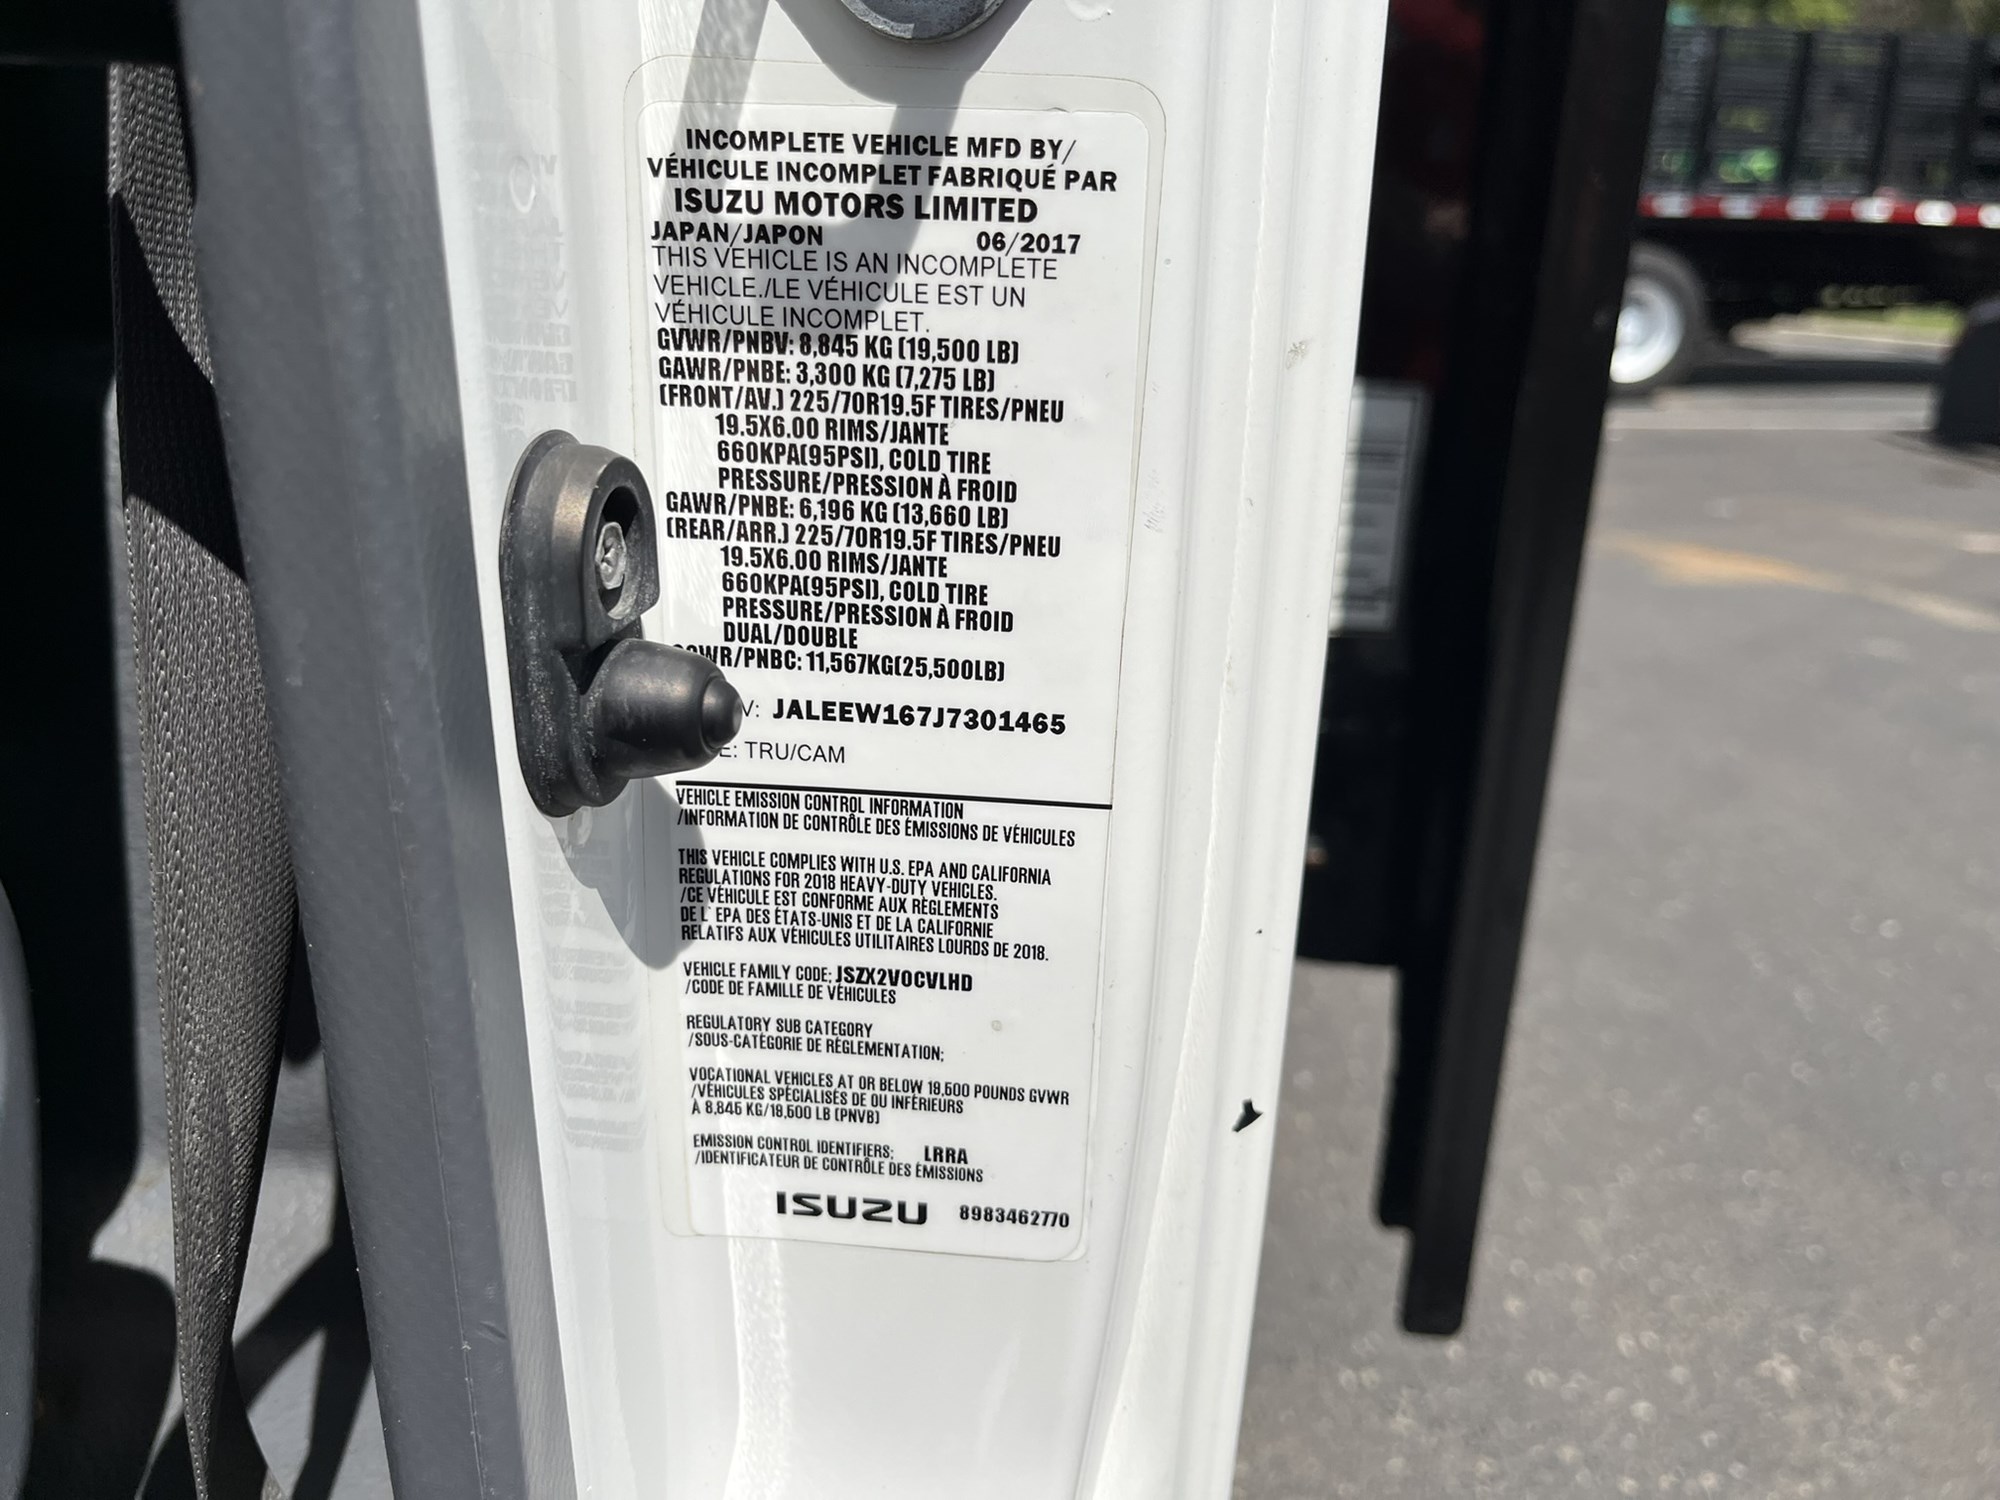 INCOMPLETE VEHICLE MFD BY/
VÉHICULE INCOMPLET FABRIQUÉ PAR
ISUZU MOTORS LIMITED
JAPAN/JAPON 06/2017
THIS VEHICLE IS AN INCOMPLETE
VEHICLE./LE VÉHICULE EST UN
VÉHICULE INCOMPLET.
GVWR/PNBV: 8,845 KG (19,500 LB)
GAWR/PNBE: 3,300 KG (7,275 LB)
(FRONT/AV.) 225/70R19.5F TIRES/PNEU
19.5X6.00 RIMS/JANTE
660KPA(95PSI), COLD TIRE
PRESSURE/PRESSION À FROID
GAWR/PNBE: 6,196 KG (13,660 LB)
(REAR/ARR.) 225/70R19.5F TIRES/PNEU
19.5X6.00 RIMS/JANTE
660KPA(95PSI), COLD TIRE
PRESSURE/PRESSION À FROID
DUAL/DOUBLE
GCWR/PNBC: 11,567KG(25,500LB)
V: JALEEW167J7301465
E: TRU/CAM
VEHICLE EMISSION CONTROL INFORMATION
/INFORMATION DE CONTRÔLE DES ÉMISSIONS DE VÉHICULES
THIS VEHICLE COMPLIES WITH U.S. EPA AND CALIFORNIA
REGULATIONS FOR 2018 HEAVY-DUTY VEHICLES.
/CE VÉHICULE EST CONFORME AUX RÈGLEMENTS
DE L' EPA DES ÉTATS-UNIS ET DE LA CALIFORNIE
RELATIFS AUX VÉHICULES UTILITAIRES LOURDS DE 2018.
VEHICLE FAMILY CODE: JSZX2VOCVLHD
/CODE DE FAMILLE DE VÉHICULES
REGULATORY SUB CATEGORY
/SOUS-CATÉGORIE DE RÈGLEMENTATION;
VOCATIONAL VEHICLES AT OR BELOW 19,500 POUNDS GVWR
/VÉHICULES SPÉCIALISÉS DE OU INFÉRIEURS
À 8,845 KG/19,500 LB (PNVB)
EMISSION CONTROL IDENTIFIERS: LRRA
/IDENTIFICATEUR DE CONTRÔLE DES ÉMISSIONS
ISUZU 8983462770